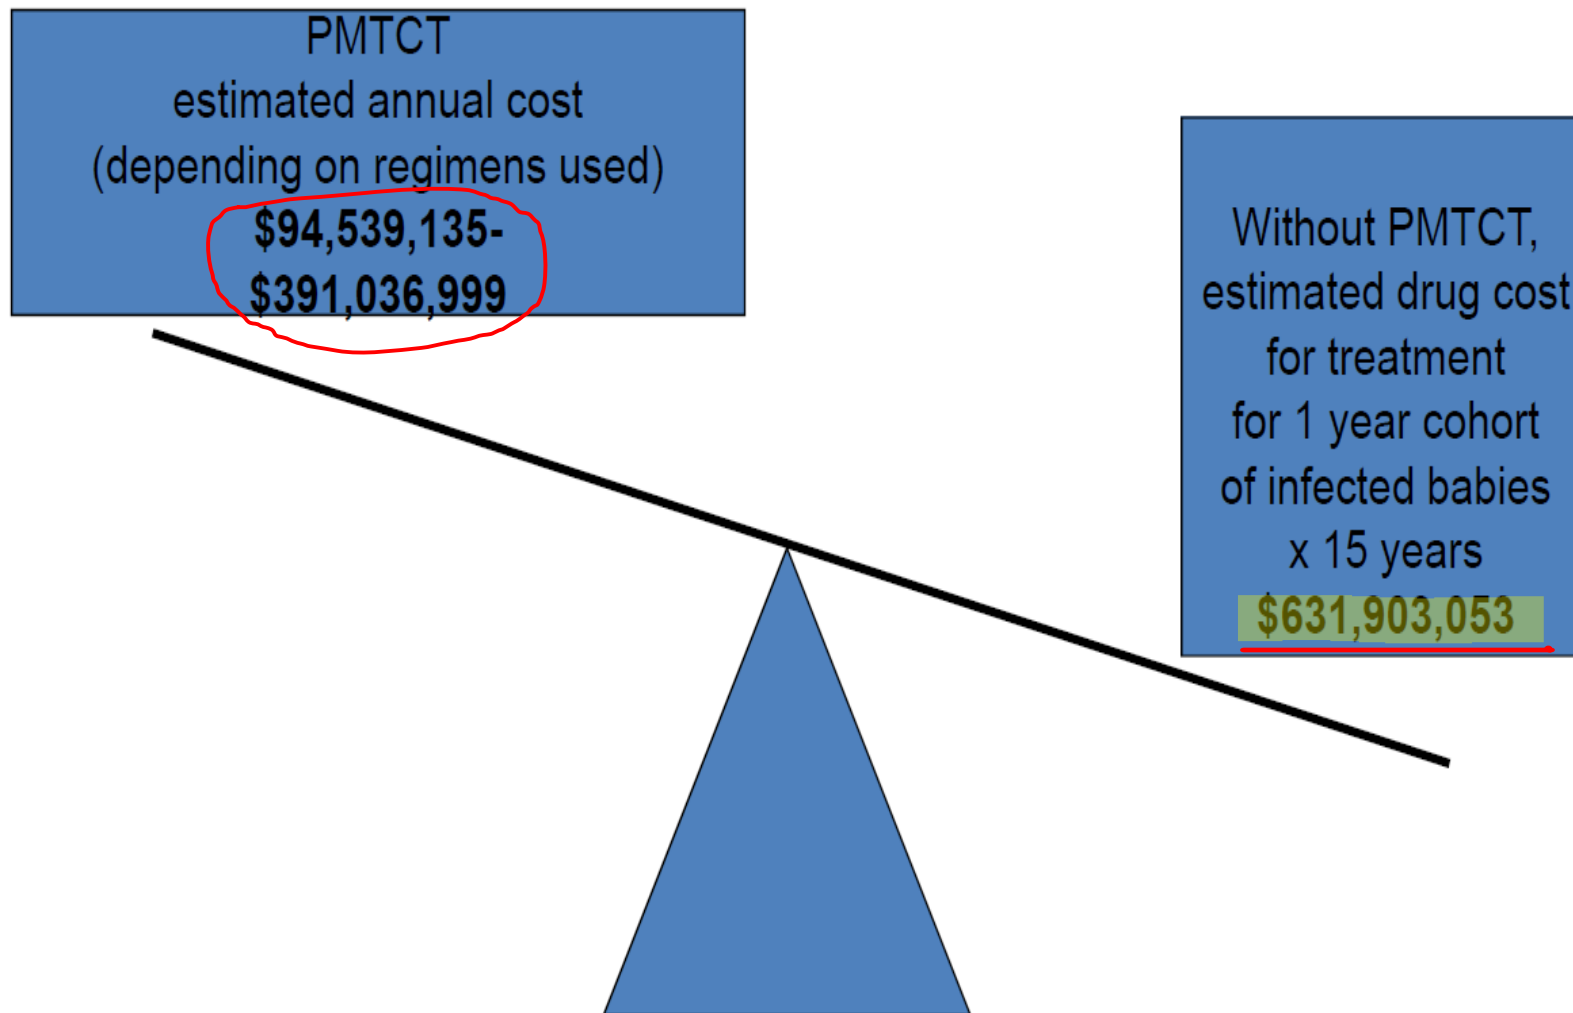 PMTCT
estimated annual cost
(depending on regimens used)
$94,539,135-
$391,036,999
Without PMTCT,
estimated drug cost
for treatment
for 1 year cohort
of infected babies
x 15 years
$631,903,053